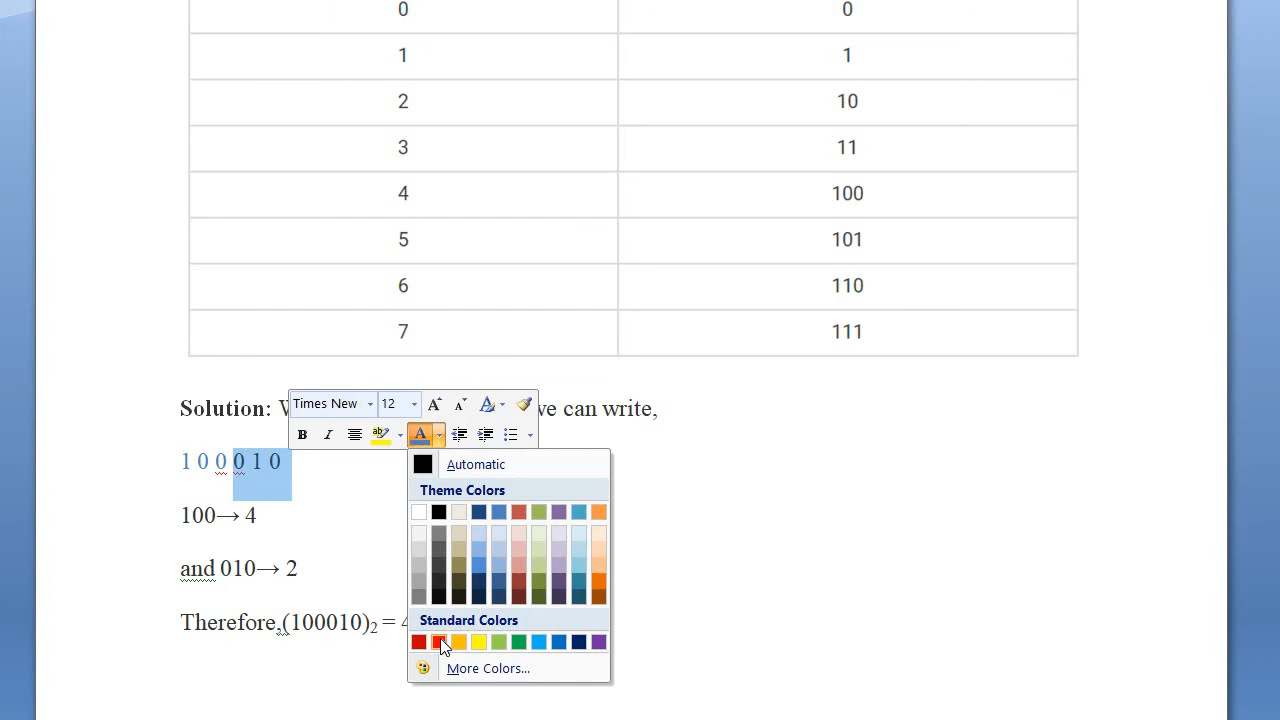 0 0
1 1
2 10
3 11
4 100
5 101
6 110
7 111
Times New 12
Solution: we can write,
B I ab A
1 0 0 0 1 0
Automatic
Theme Colors
100→ 4
and 010→ 2
Therefore,(100010)₂ = 4
Standard Colors
More Colors...